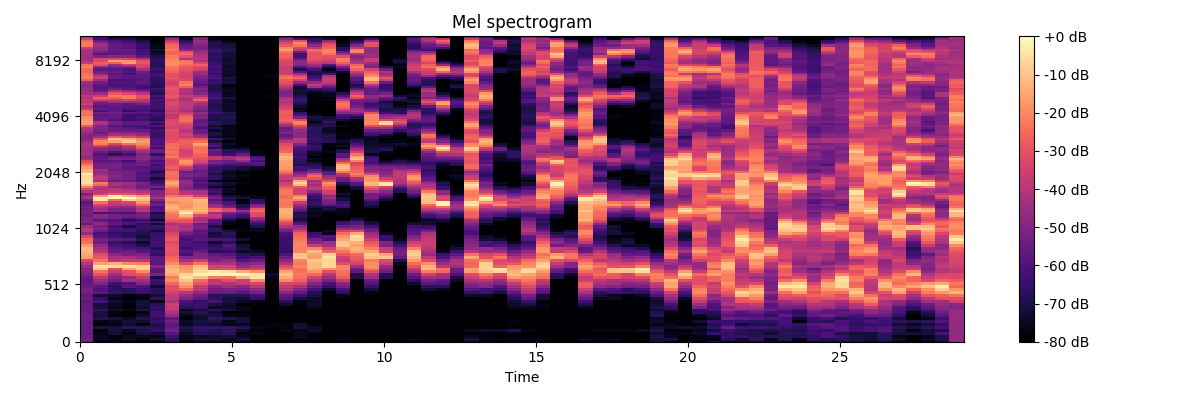 Mel spectrogram
Hz
8192
4096
2048
1024
512
0
0 5 10 15 20 25
Time
+0 dB
-10 dB
-20 dB
-30 dB
-40 dB
-50 dB
-60 dB
-70 dB
-80 dB